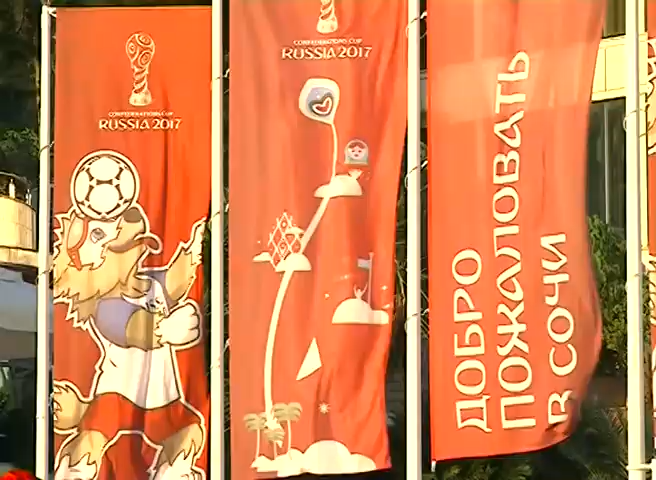 CONFEDERATIONS CUP
RUSSIA 2017
CONFEDERATIONS CUP
RUSSIA 2017
ДОБРО
ПОЖАЛОВАТЬ
В СОЧИ